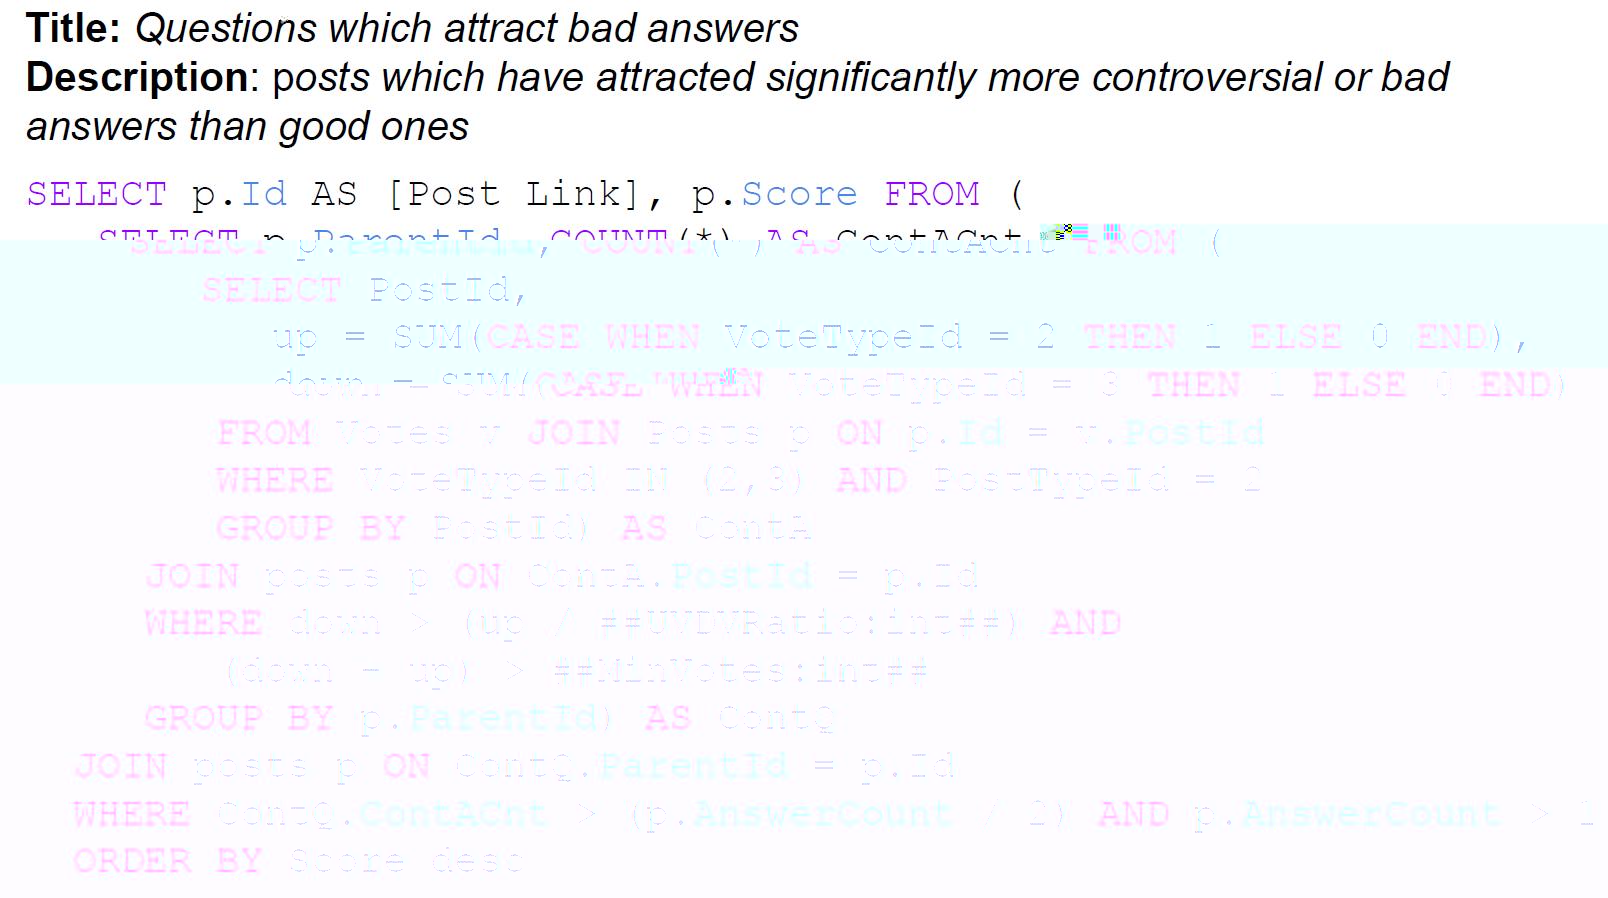 Title: Questions which attract bad answers
Description: posts which have attracted significantly more controversial or bad
answers than good ones
SELECT p.Id AS [Post Link], p.Score FROM (
SELECT p.ParentId, COUNT(*) AS ContACnt FROM (
SELECT PostId,
up = SUM(CASE WHEN VoteTypeId = 2 THEN 1 ELSE 0 END),
down = SUM(CASE WHEN VoteTypeId = 3 THEN 1 ELSE 0 END)
FROM Votes v JOIN Posts p ON p.Id = v.PostId
WHERE VoteTypeId IN (2,3) AND PostTypeId = 2
GROUP BY PostId) AS ContA
JOIN posts p ON ContA.PostId = p.Id
WHERE down > (up / ##UVDVRatio:int##) AND
(down - up) > ##MinVotes:int##
GROUP BY p.ParentId) AS ContQ
JOIN posts p ON ContQ.ParentId = p.Id
WHERE ContQ.ContACnt > (p.AnswerCount / 2) AND p.AnswerCount > 1
ORDER BY Score desc